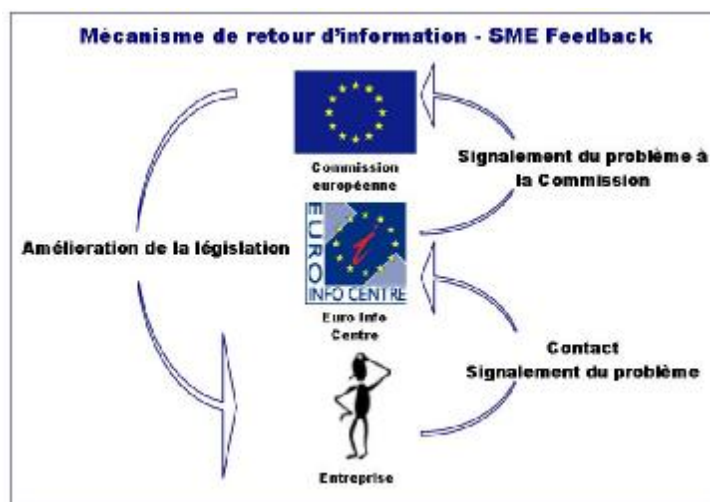 Mécanisme de retour d'information - SME Feedback
Commission
européenne
Signalement du problème à
la Commission
Amélioration de la législation
EURO
INFO CENTRE
Euro Info
Centre
Contact
Signalement du problème
Entreprise